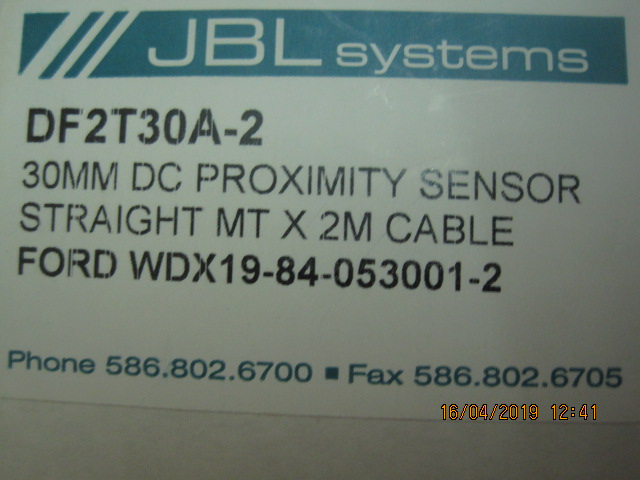 JBL systems
DF2T30A-2
30MM DC PROXIMITY SENSOR
STRAIGHT MT X 2M CABLE
FORD WDX19-84-053001-2
Phone 586.802.6700 ■ Fax 586.802.6705
16/04/2019 12:41